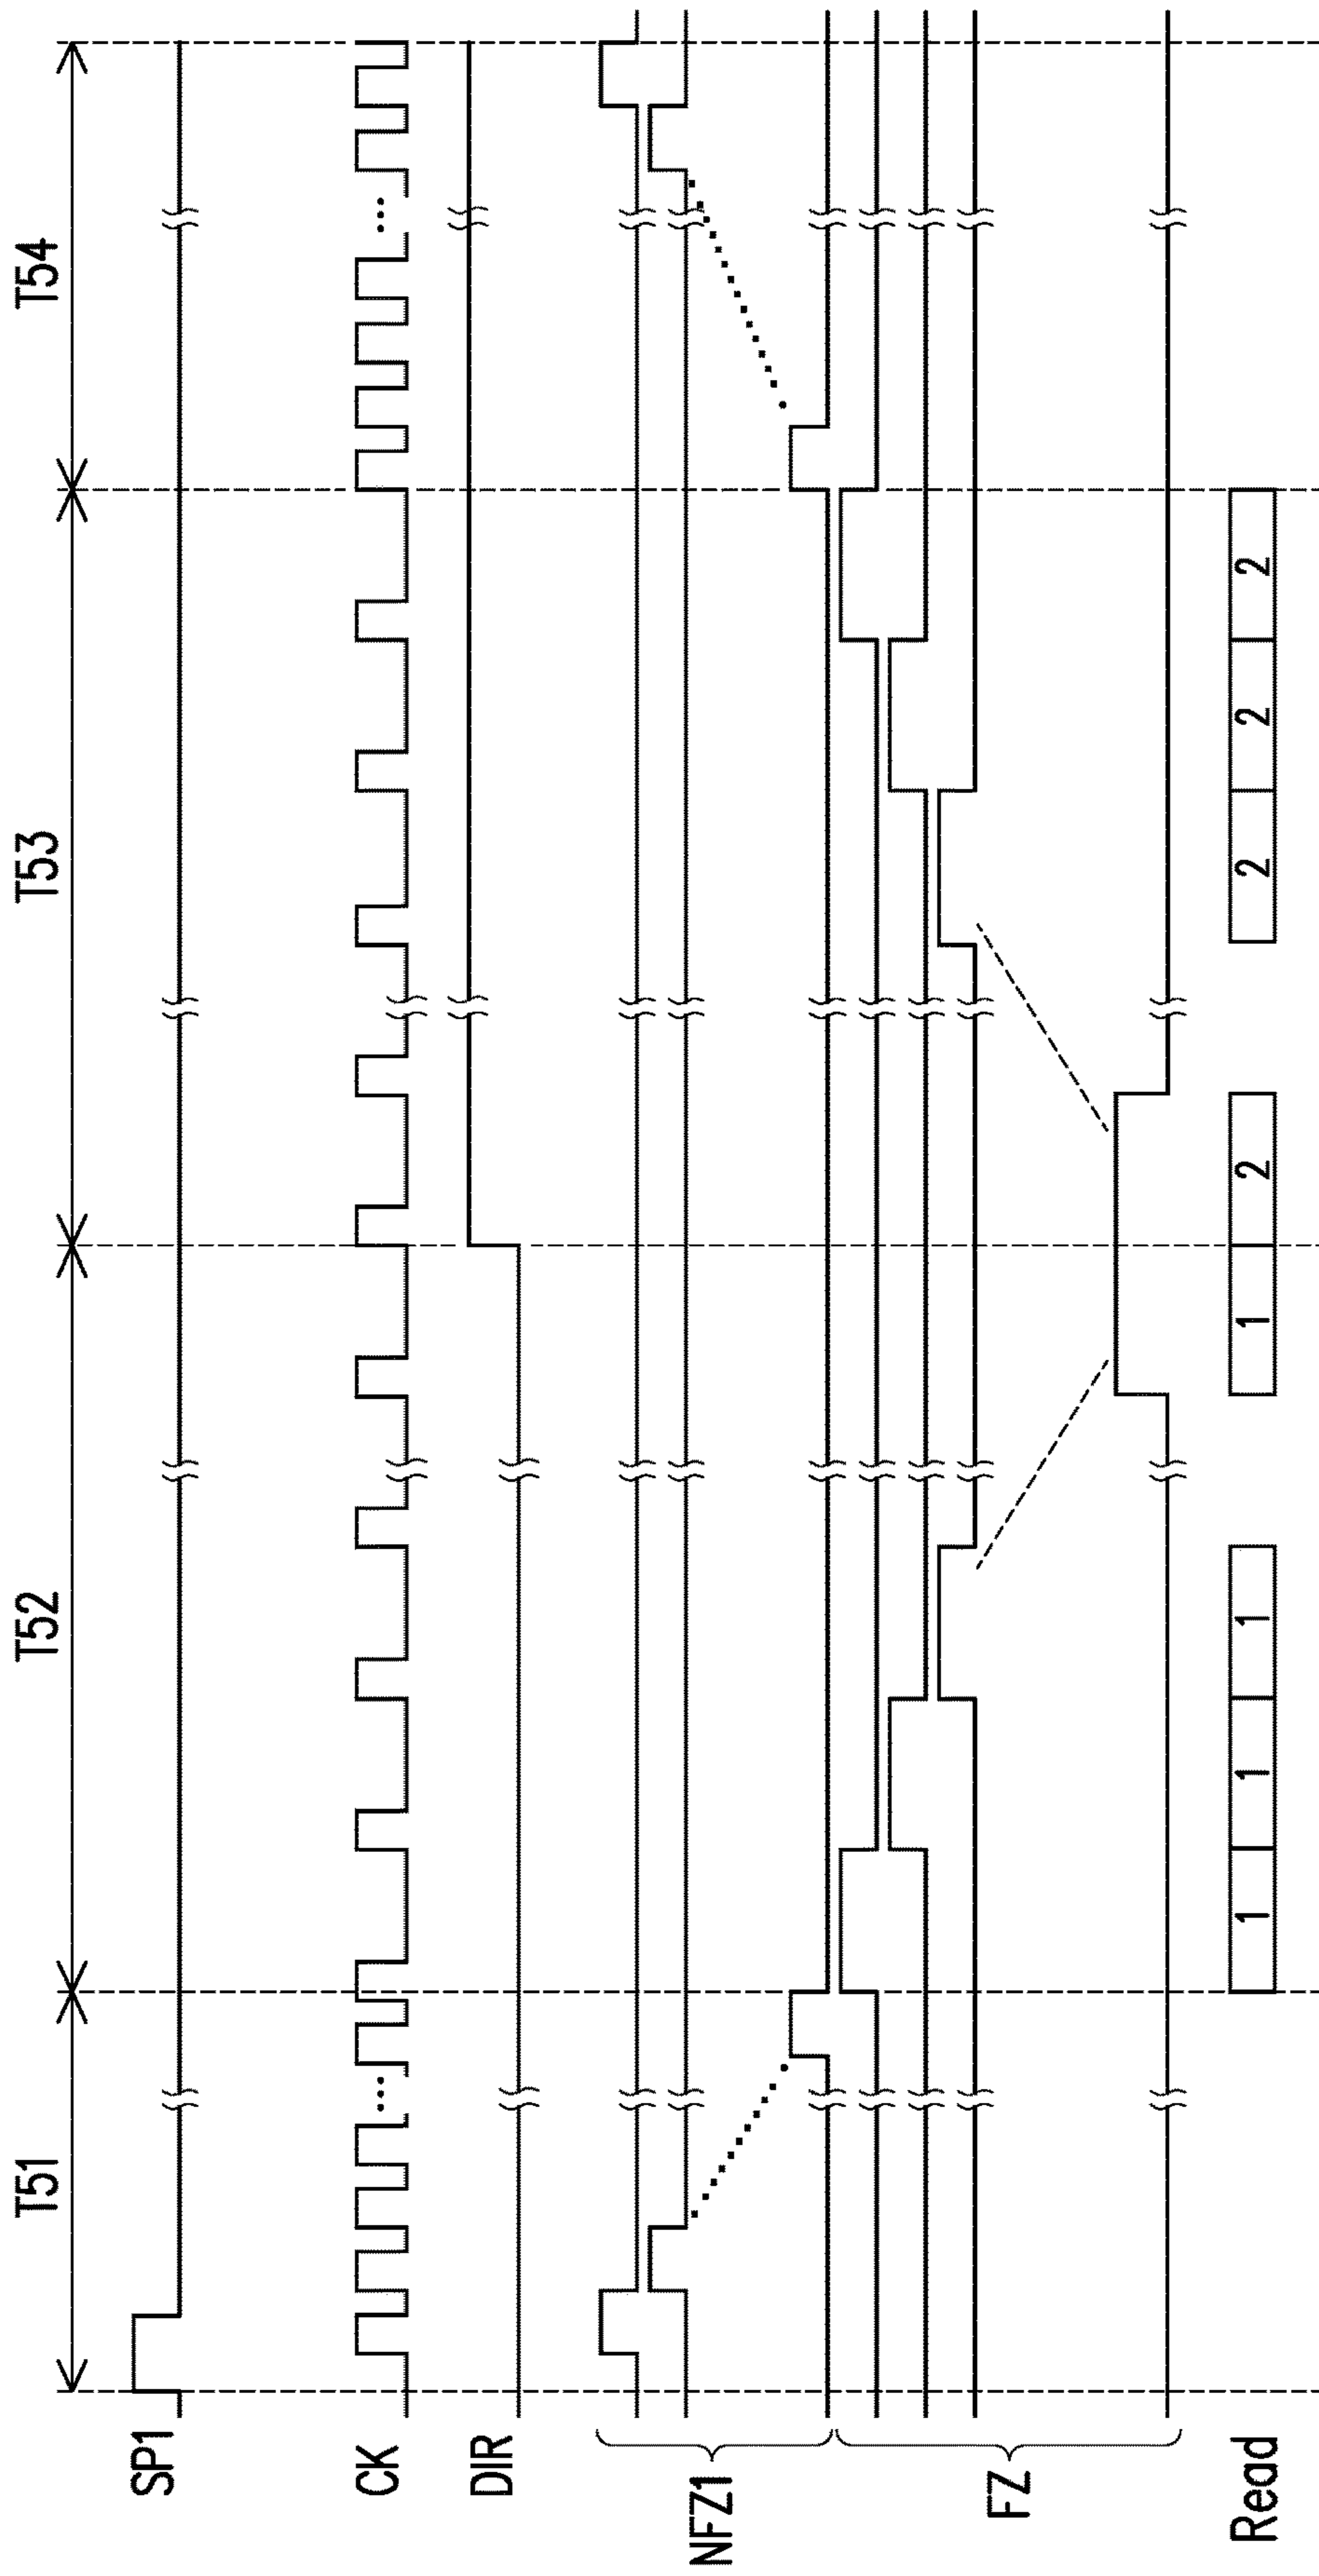 T51 T52 T53 T54
SP1
CK
DIR
NFZ1
FZ
Read 1 1 1 1 2 2 2 2